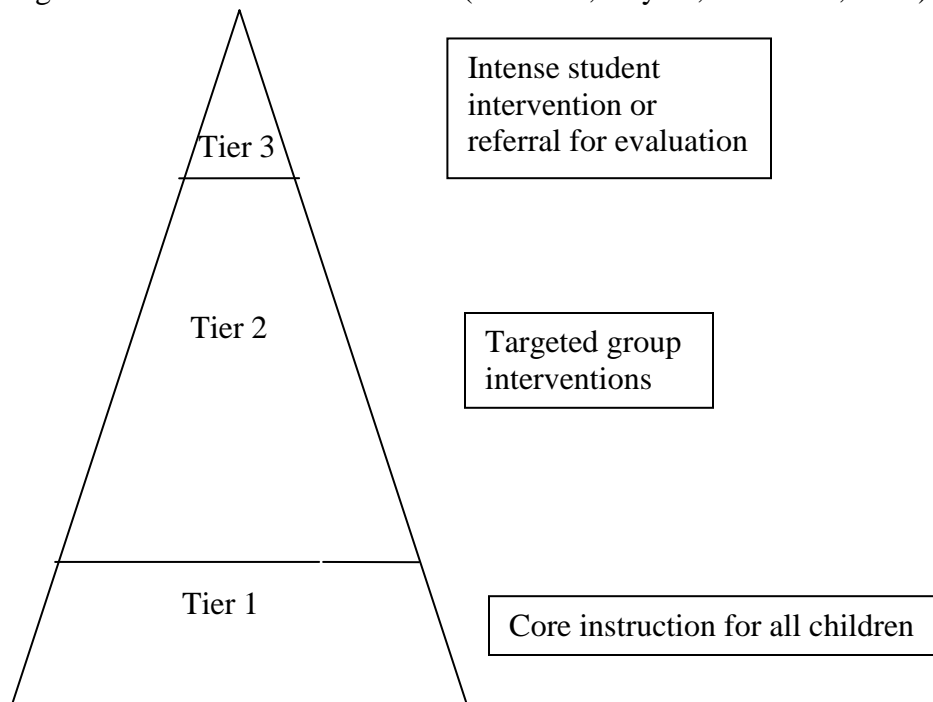 Intense student
intervention or
referral for evaluation
Tier 3
Tier 2
Targeted group
interventions
Tier 1
Core instruction for all children